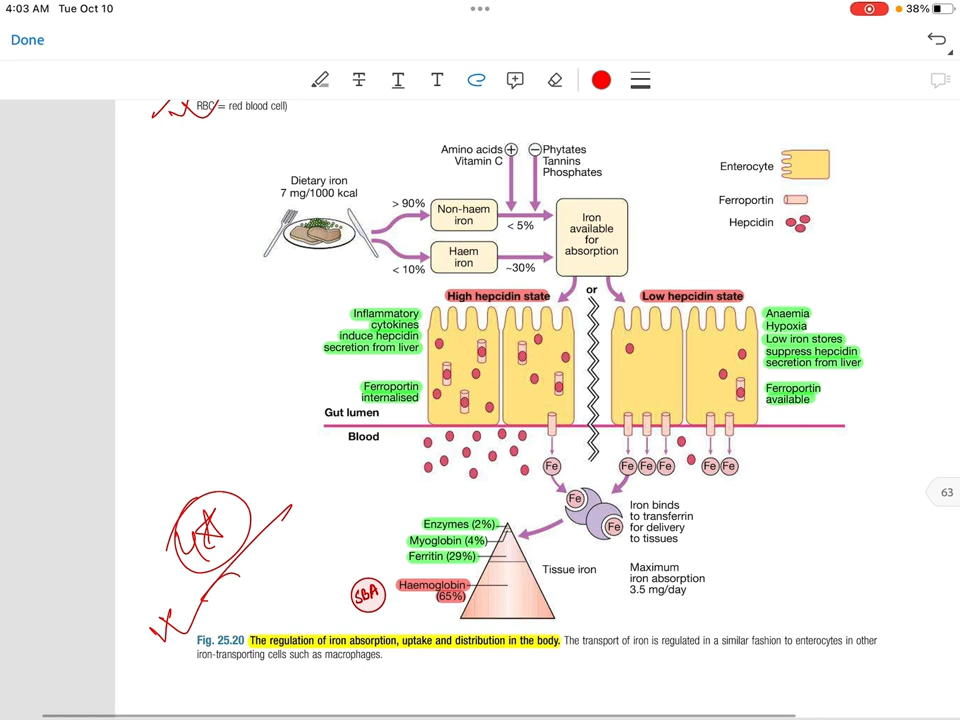 4:03 AM Tue Oct 10
38%
Done
RBC = red blood cell)
Amino acids
Vitamin C
+
−
Phytates
Tannins
Phosphates
Enterocyte
Ferroportin
Hepcidin
Dietary iron
7 mg/1000 kcal
> 90%
Non-haem
iron
< 5%
< 10%
Haem
iron
~30%
Iron
available
for
absorption
or
High hepcidin state
Low hepcidin state
Inflammatory
cytokines
induce hepcidin
secretion from liver
Ferroportin
internalised
Anaemia
Hypoxia
Low iron stores
suppress hepcidin
secretion from liver
Ferroportin
available
Gut lumen
Blood
63
Fe
Fe Fe Fe
Fe Fe
Fe
Fe
Iron binds
to transferrin
for delivery
to tissues
Enzymes (2%)
Myoglobin (4%)
Ferritin (29%)
Haemoglobin
(65%)
SBA
Tissue iron
Maximum
iron absorption
3.5 mg/day
Fig. 25.20 The regulation of iron absorption, uptake and distribution in the body. The transport of iron is regulated in a similar fashion to enterocytes in other
iron-transporting cells such as macrophages.